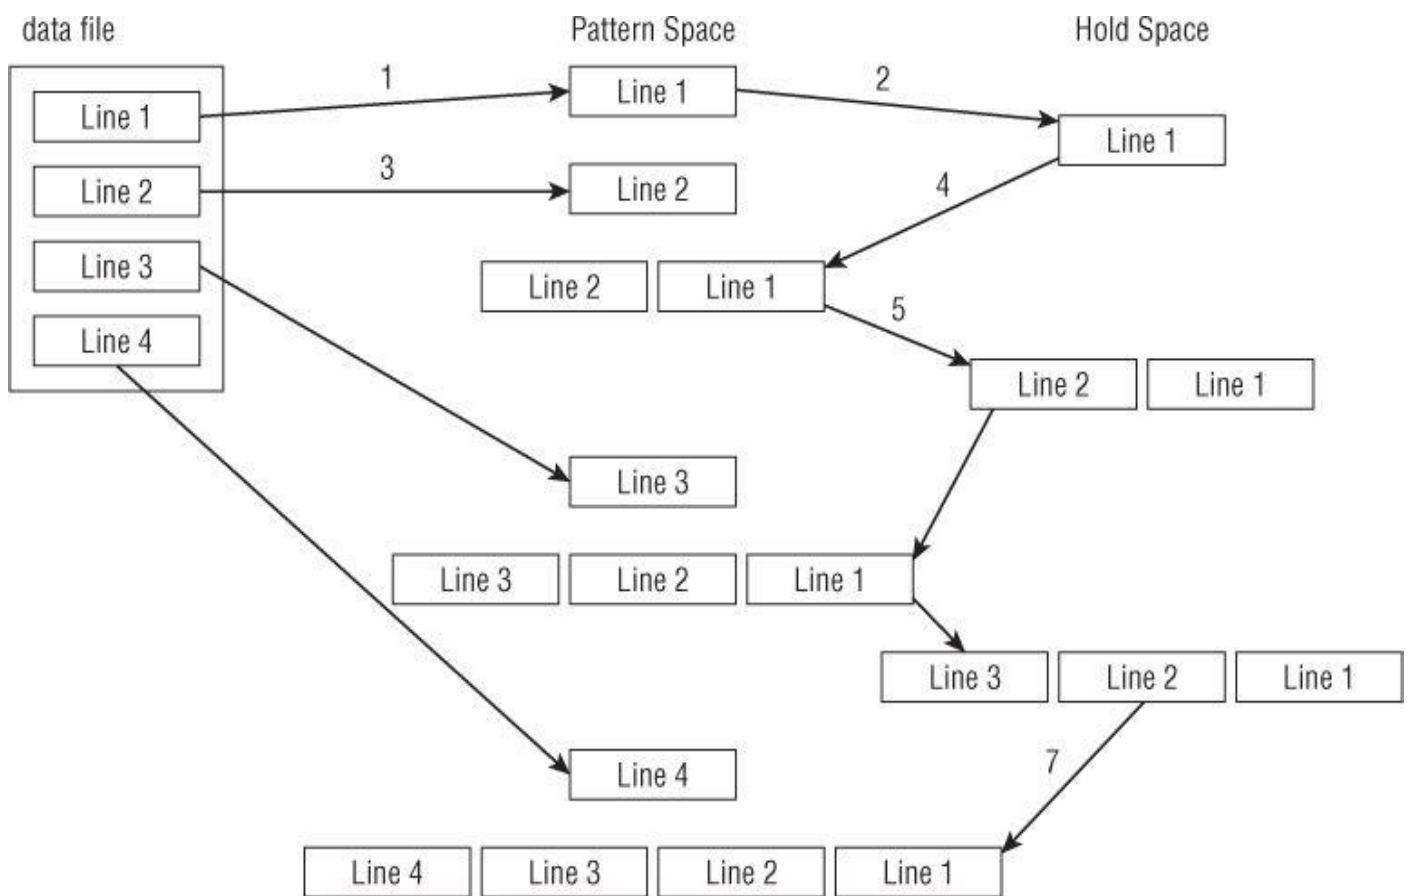 data file Pattern Space Hold Space
1 Line 1 2
Line 1
Line 1
3 Line 2 4
Line 2
Line 3
Line 2 Line 1
5
Line 4
Line 2 Line 1
Line 3
Line 3 Line 2 Line 1
Line 3 Line 2 Line 1
7
Line 4
Line 4 Line 3 Line 2 Line 1